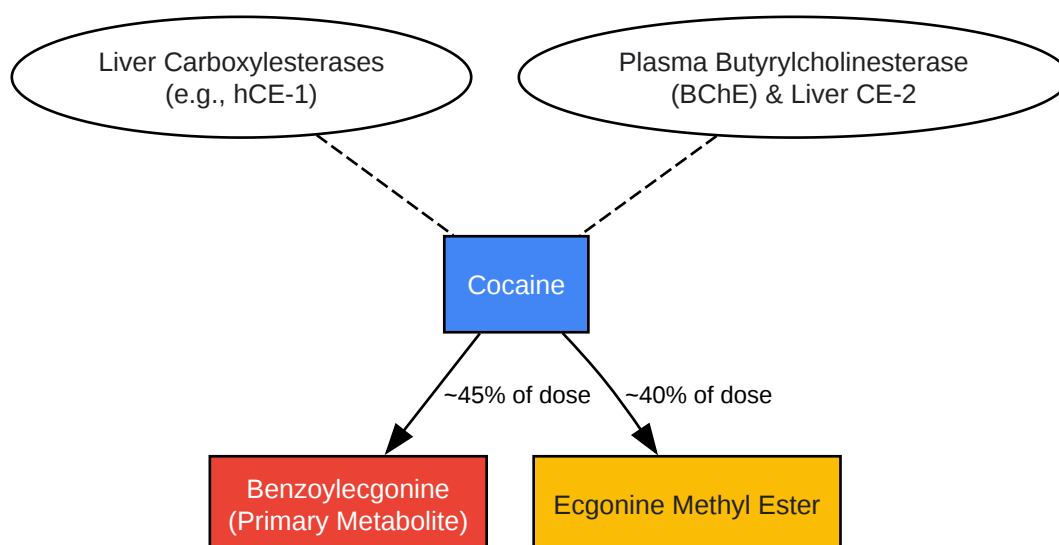 Liver Carboxylesterases
(e.g., hCE-1)
Plasma Butyrylcholinesterase
(BChE) & Liver CE-2
Cocaine
~45% of dose
~40% of dose
Benzoylecgonine
(Primary Metabolite)
Ecgonine Methyl Ester